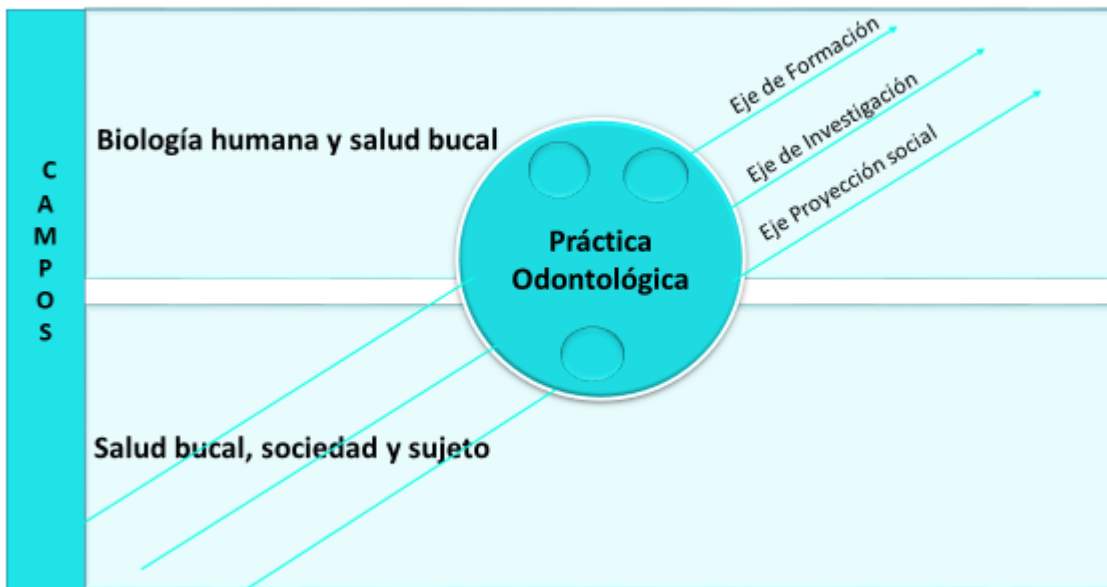 CAMPOS
Biología humana y salud bucal
Eje de Formación
Eje de Investigación
Eje Proyección social
Práctica
Odontológica
Salud bucal, sociedad y sujeto